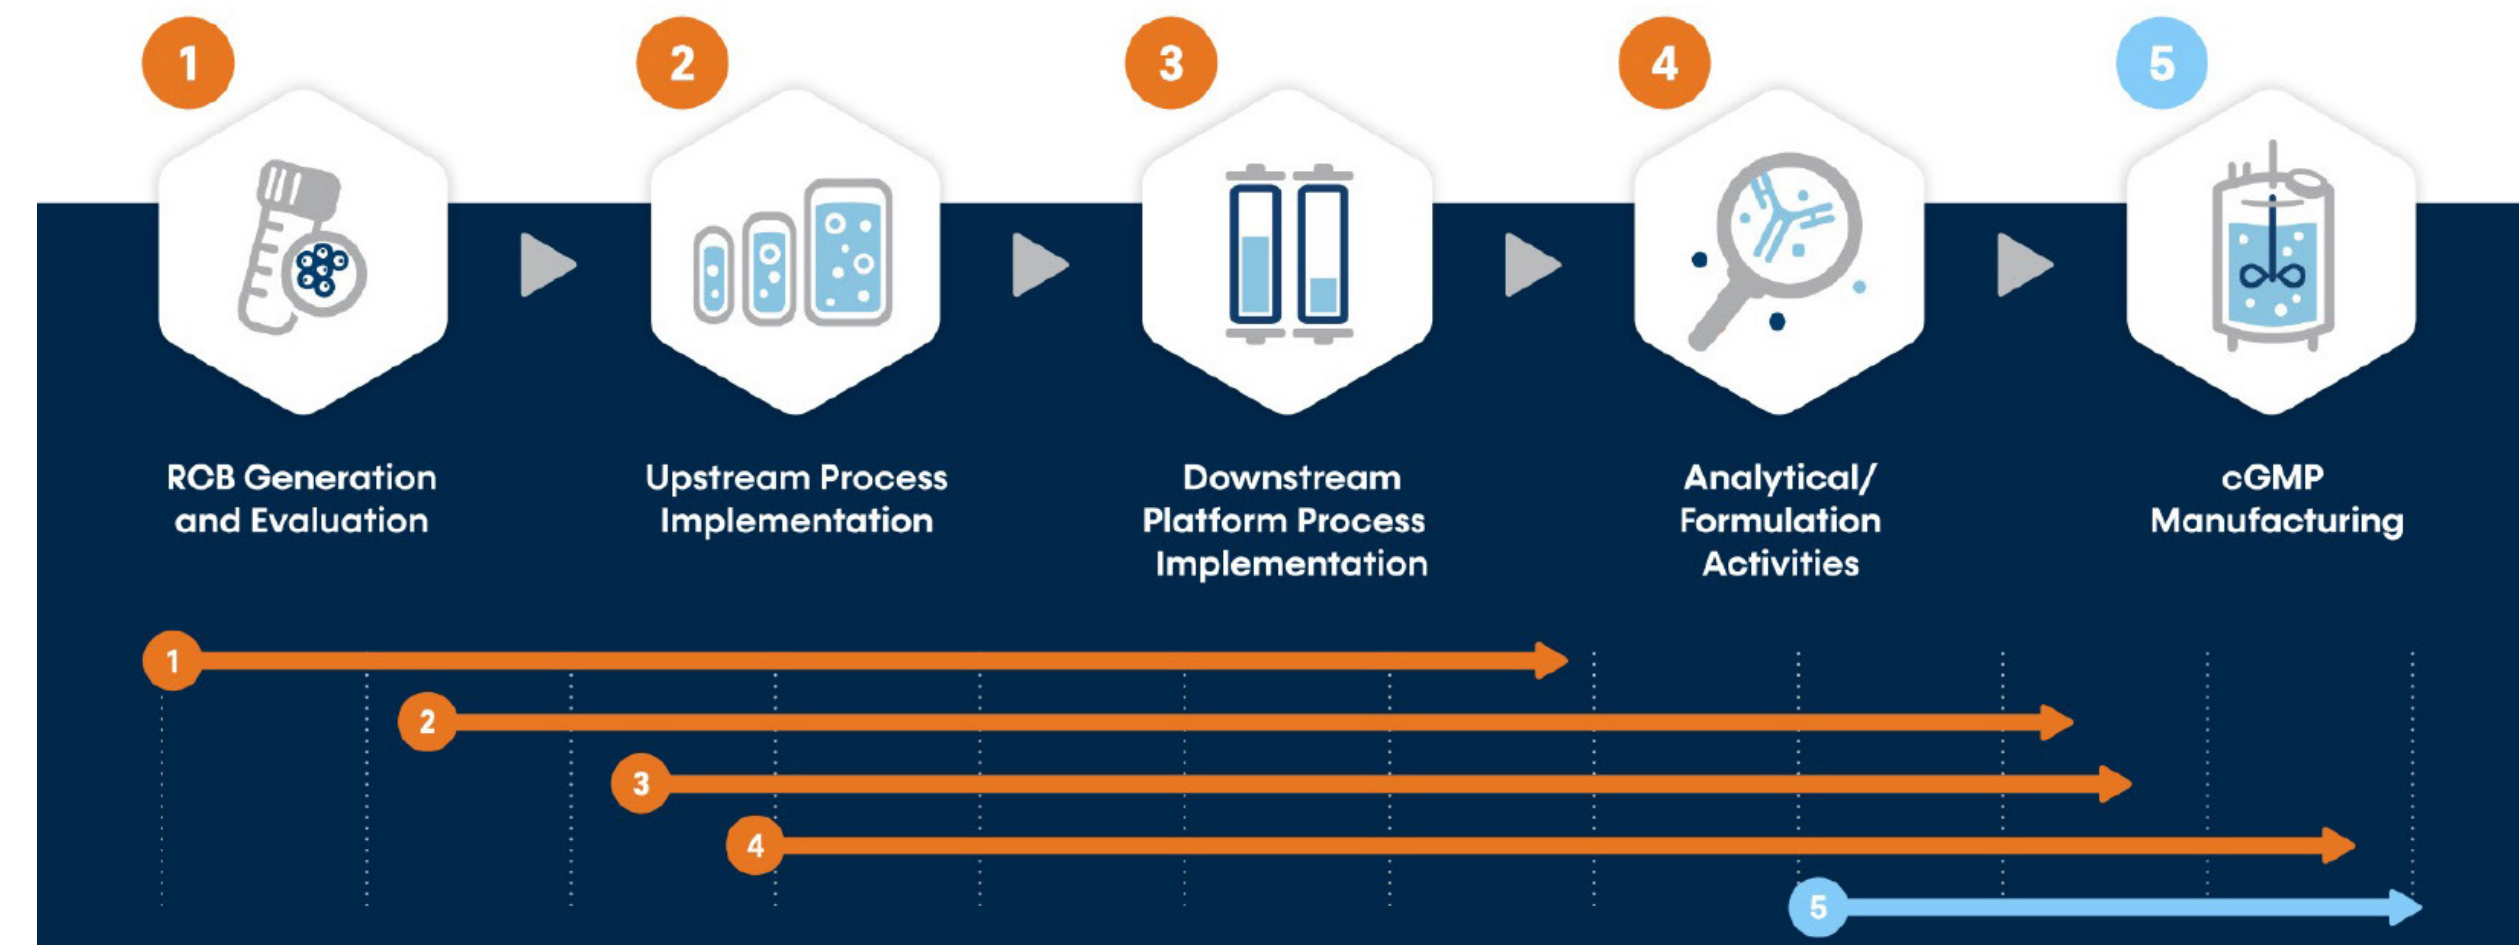 1
2
3
4
5
RCB Generation
and Evaluation
Upstream Process
Implementation
Downstream
Platform Process
Implementation
Analytical/
Formulation
Activities
cGMP
Manufacturing
1
2
3
4
5